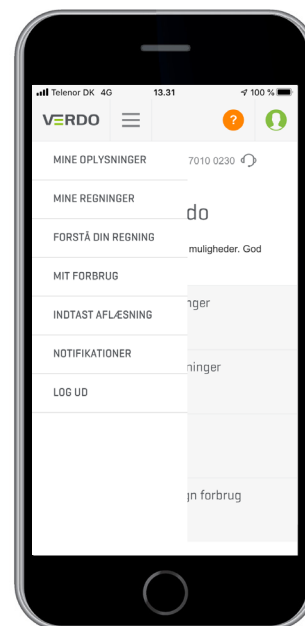 Telenor DK 4G 13.31 100 %
VERDO ?
MINE OPLYSNINGER 7010 0230
MINE REGNINGER
do
FORSTÅ DIN REGNING
muligheder. God
MIT FORBRUG
nger
INDTAST AFLÆSNING
NOTIFIKATIONER
ninger
LOG UD
gn forbrug